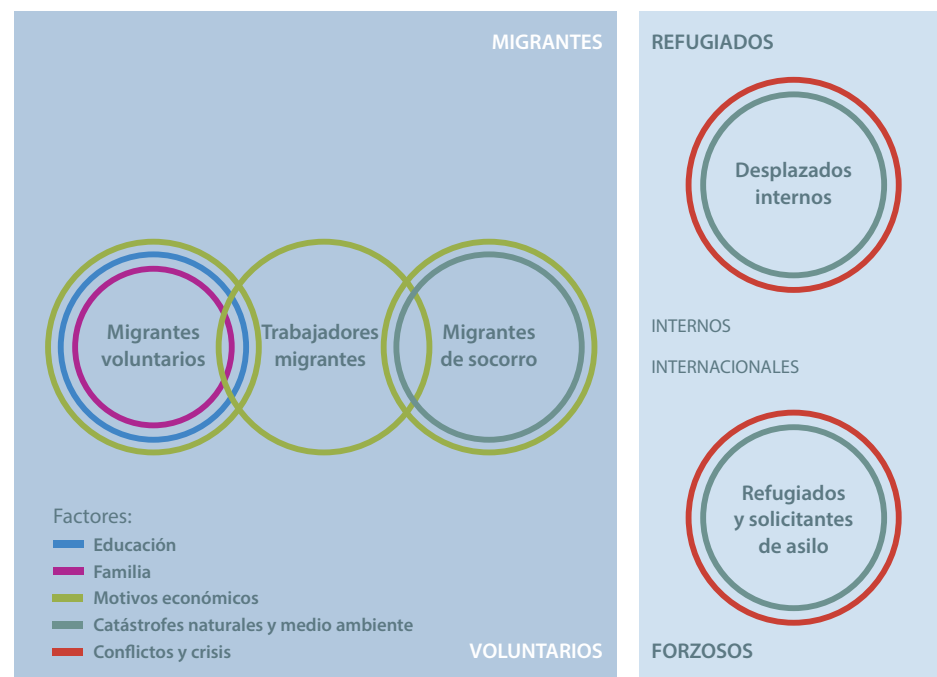 MIGRANTES
Migrantes
voluntarios
Trabajadores
migrantes
Migrantes
de socorro
Factores:
Educación
Familia
Motivos económicos
Catástrofes naturales y medio ambiente
Conflictos y crisis
VOLUNTARIOS
REFUGIADOS
Desplazados
internos
INTERNOS
INTERNACIONALES
Refugiados
y solicitantes
de asilo
FORZOSOS